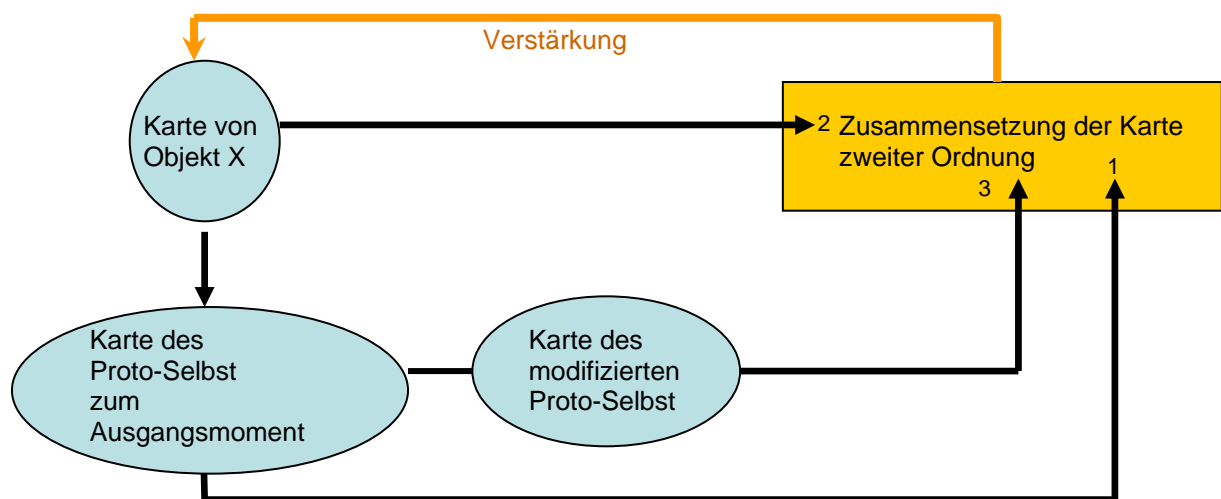 Verstärkung
Karte von
Objekt X
2 Zusammensetzung der Karte
zweiter Ordnung
3
1
Karte des
Proto-Selbst
zum
Ausgangsmoment
Karte des
modifizierten
Proto-Selbst